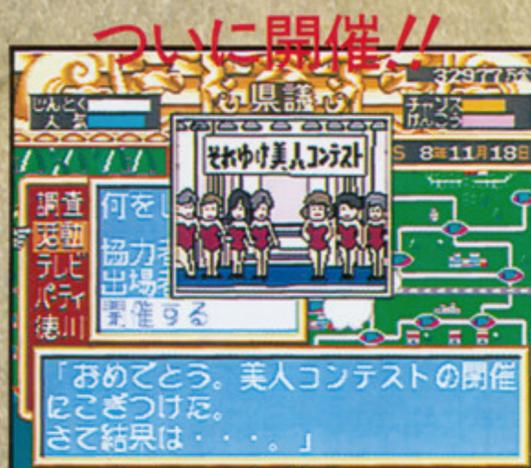 ついに開催!!
県議
じんとく
人気
チャンス
けんこう
8年11月18日
それゆけ美人コンテスト
調査
活動
テレビ
パーティ
徳川
何をし
協力者
出場者
開催する
「おめでとう。美人コンテストの開催
にこぎつけた。
さて結果は・・・。」